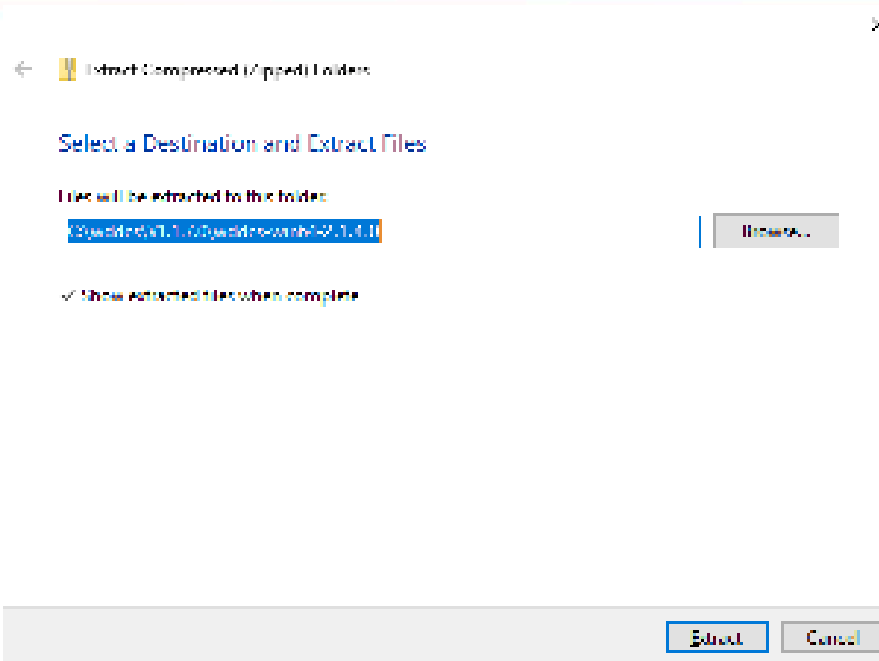 Extract Compressed (Zipped) Folders
Select a Destination and Extract Files
Files will be extracted to this folder:
Browse...
Show extracted files when complete
Extract
Cancel